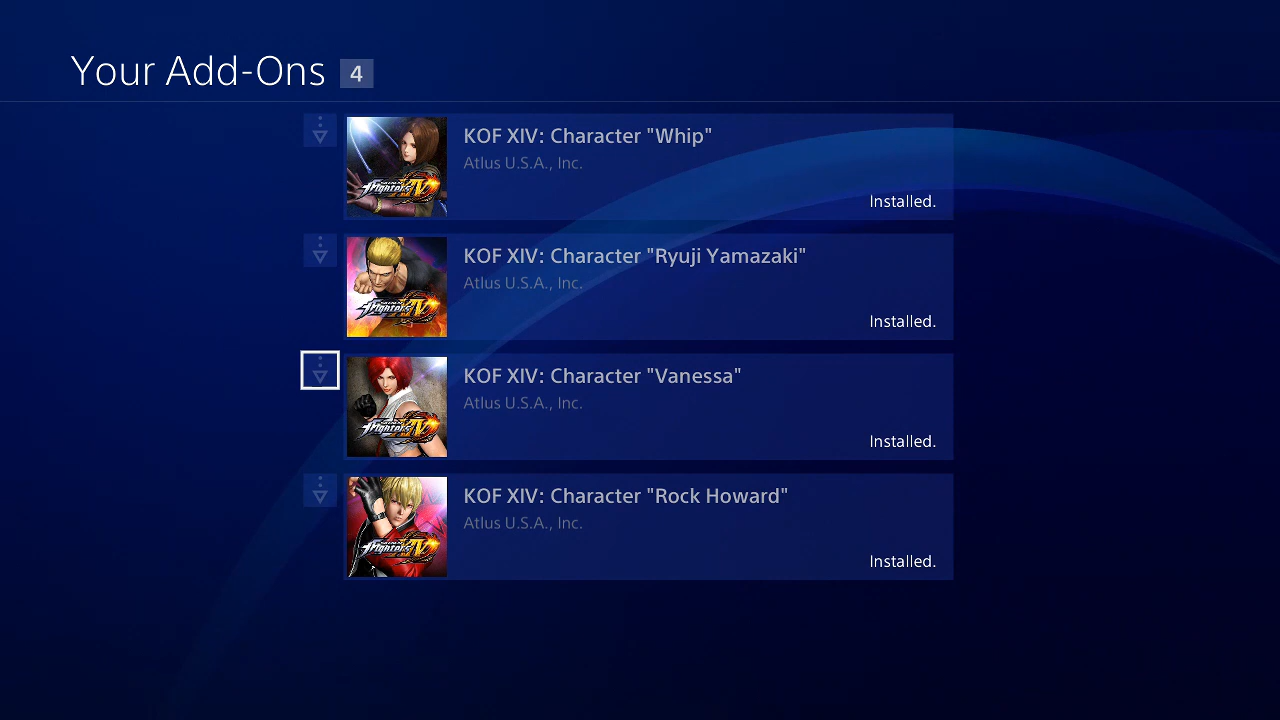 Your Add-Ons 4
KOF XIV: Character "Whip"
Atlus U.S.A., Inc.
Installed.
KOF XIV: Character "Ryuji Yamazaki"
Atlus U.S.A., Inc.
Installed.
KOF XIV: Character "Vanessa"
Atlus U.S.A., Inc.
Installed.
KOF XIV: Character "Rock Howard"
Atlus U.S.A., Inc.
Installed.